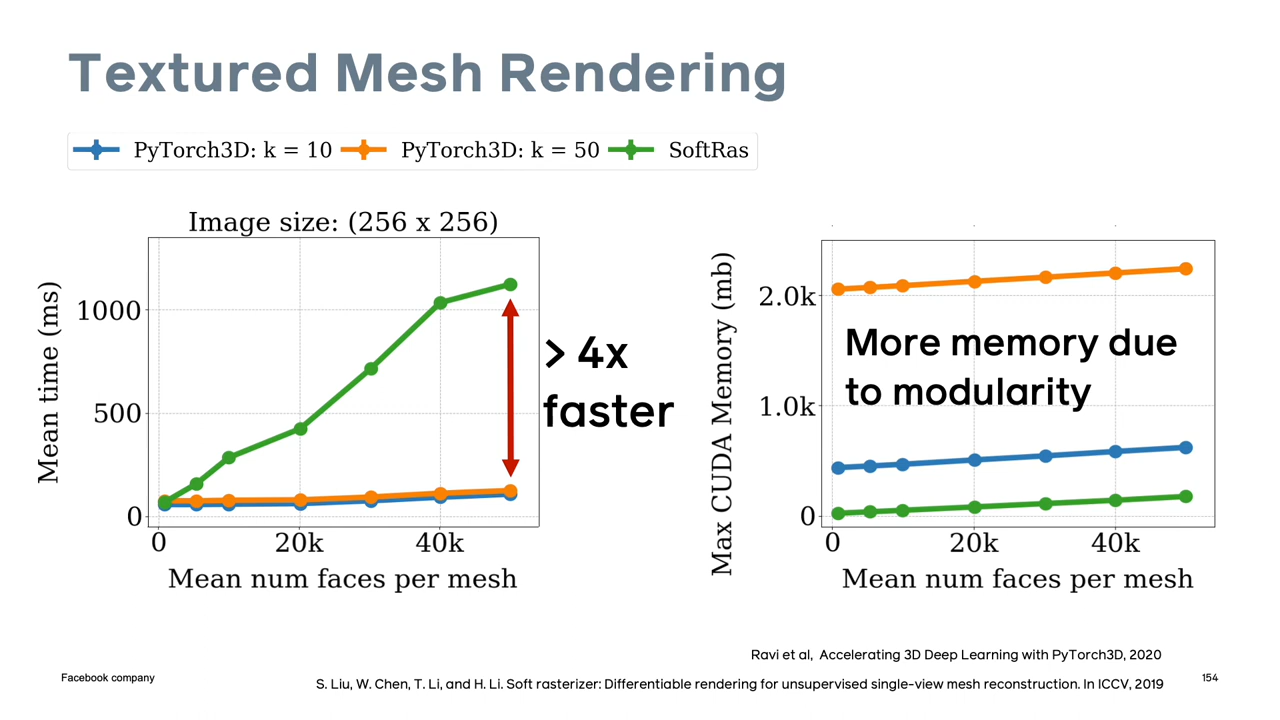 Textured Mesh Rendering
PyTorch3D: k = 10 PyTorch3D: k = 50 SoftRas
Image size: (256 x 256)
Mean time (ms)
1000
500
0
0 20k 40k
Mean num faces per mesh
> 4x
faster
Max CUDA Memory (mb)
2.0k
1.0k
0
More memory due
to modularity
0 20k 40k
Mean num faces per mesh
Ravi et al, Accelerating 3D Deep Learning with PyTorch3D, 2020
Facebook company
S. Liu, W. Chen, T. Li, and H. Li. Soft rasterizer: Differentiable rendering for unsupervised single-view mesh reconstruction. In ICCV, 2019
154